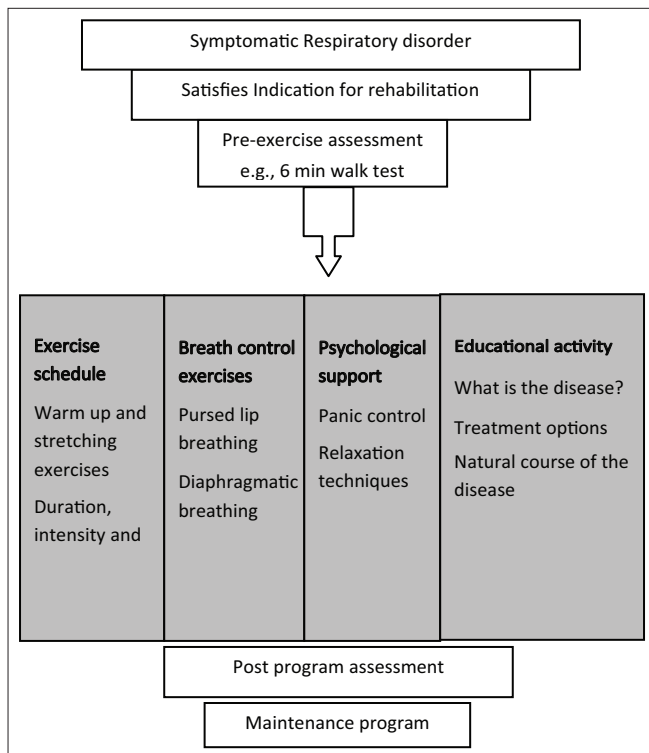 Symptomatic Respiratory disorder
Satisfies Indication for rehabilitation
Pre-exercise assessment
e.g., 6 min walk test
Exercise
schedule
Warm up and
stretching
exercises
Duration,
intensity and
Breath control
exercises
Pursed lip
breathing
Diaphragmatic
breathing
Psychological
support
Panic control
Relaxation
techniques
Educational activity
What is the disease?
Treatment options
Natural course of the
disease
Post program assessment
Maintenance program